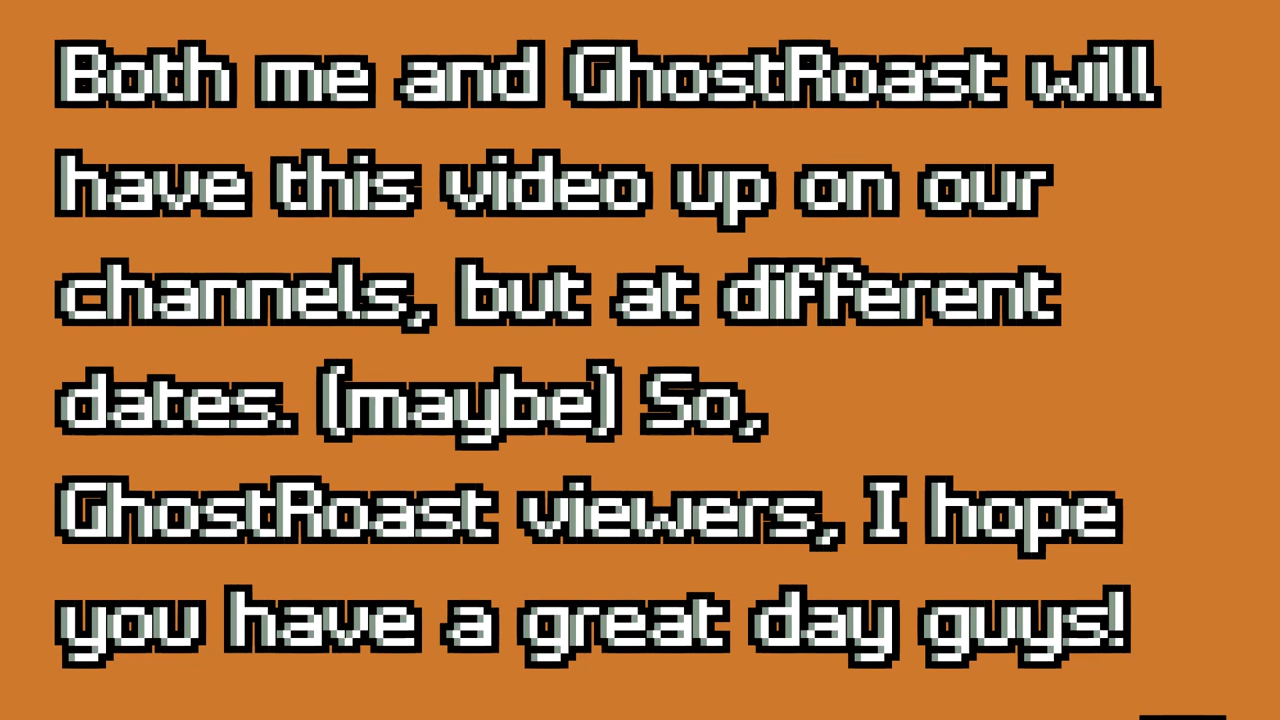 Both me and GhostRoast will
have this video up on our
channels, but at different
dates. (maybe) So,
GhostRoast viewers, I hope
you have a great day guys!